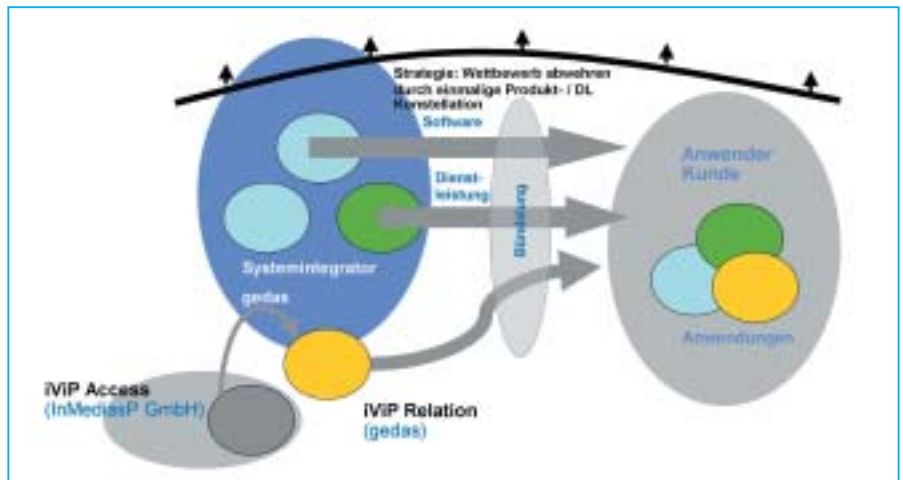 Strategie: Wettbewerb abwehren
durch einmalige Produkt- / DL
Konstellation
Software
Dienst-
leistung
Bündelung
Anwender
Kunde
Systemintegrator
gedas
Anwendungen
iViP Access
(InMediasP GmbH)
iViP Relation
(gedas)